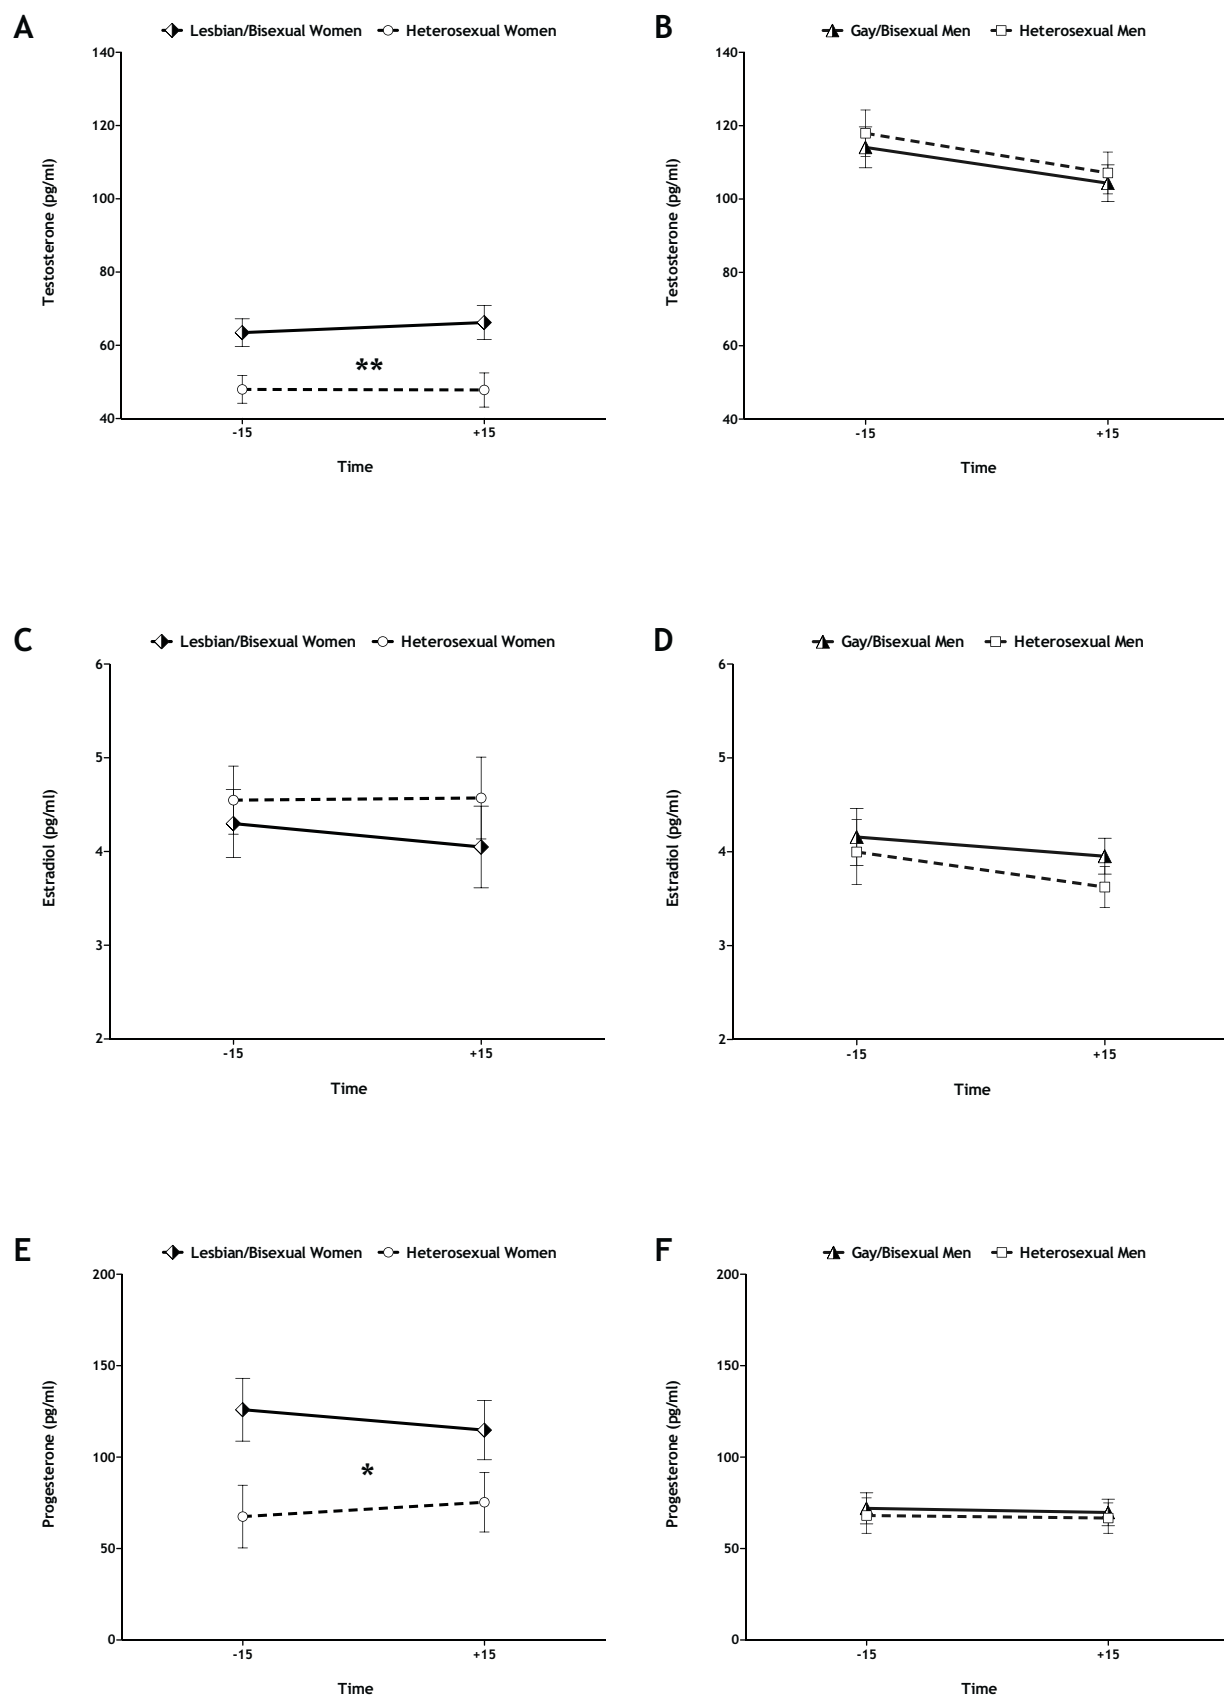 A
Lesbian/Bisexual Women
Heterosexual Women
140
120
100
80
60
40
Testosterone (pg/ml)
**
-15
+15
Time
B
Gay/Bisexual Men
Heterosexual Men
140
120
100
80
60
40
Testosterone (pg/ml)
-15
+15
Time
C
Lesbian/Bisexual Women
Heterosexual Women
6
5
4
3
2
Estradiol (pg/ml)
-15
+15
Time
D
Gay/Bisexual Men
Heterosexual Men
6
5
4
3
2
Estradiol (pg/ml)
-15
+15
Time
E
Lesbian/Bisexual Women
Heterosexual Women
200
150
100
50
0
Progesterone (pg/ml)
*
-15
+15
Time
F
Gay/Bisexual Men
Heterosexual Men
200
150
100
50
0
Progesterone (pg/ml)
-15
+15
Time